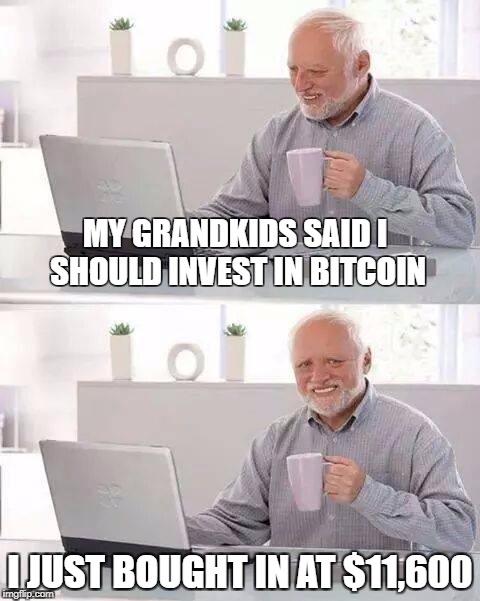 MY GRANDKIDS SAID I
SHOULD INVEST IN BITCOIN
I JUST BOUGHT IN AT $11,600
imgflip.com